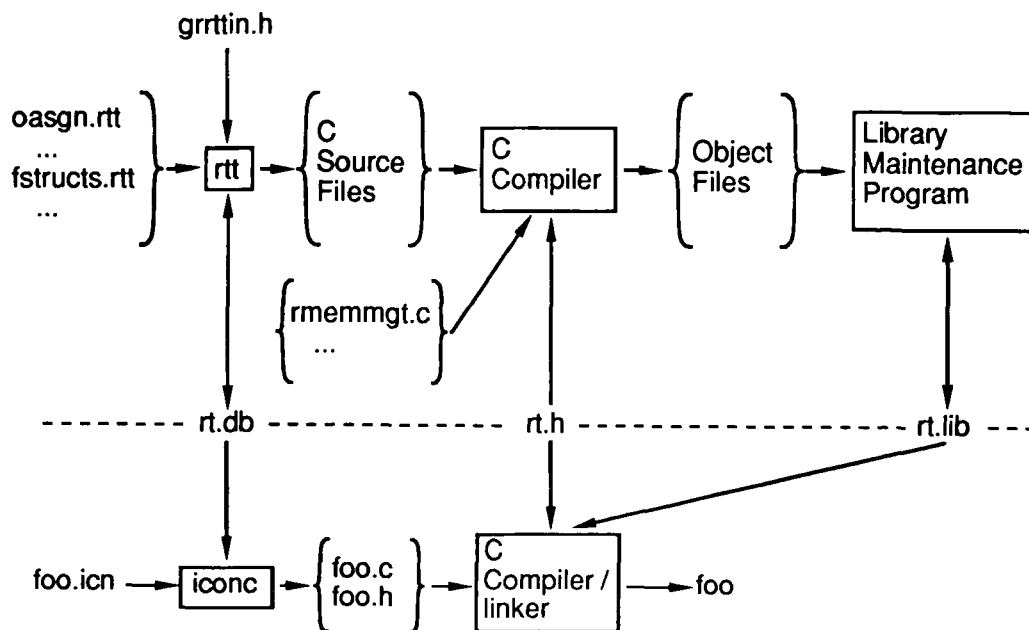 grrttin.h
oasgn.rtt
...
fstructs.rtt
...
rtt
C
Source
Files
C
Compiler
Object
Files
Library
Maintenance
Program
rmemmgt.c
...
rt.db
rt.h
rt.lib
foo.icn
iconc
foo.c
foo.h
C
Compiler /
linker
foo